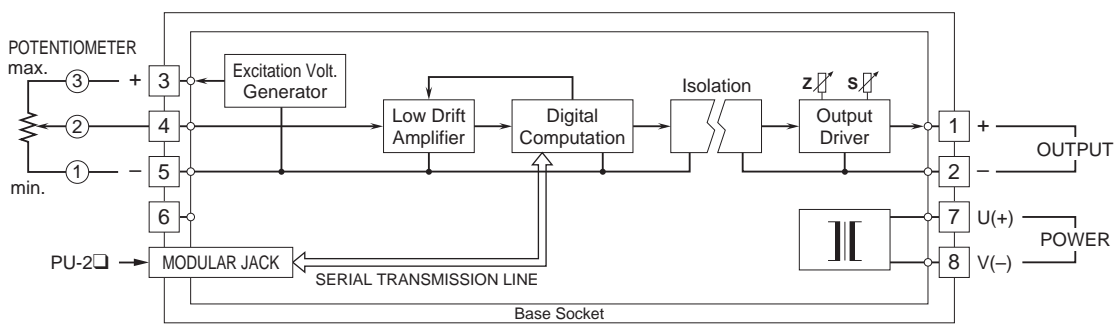 POTENTIOMETER
max.
3
+
3
Excitation Volt.
Generator
2
4
Low Drift
Amplifier
Digital
Computation
Isolation
Z
S
Output
Driver
1
+
OUTPUT
2
–
1
–
5
min.
6
7
U(+)
POWER
8
V(–)
PU-2❏
MODULAR JACK
SERIAL TRANSMISSION LINE
Base Socket